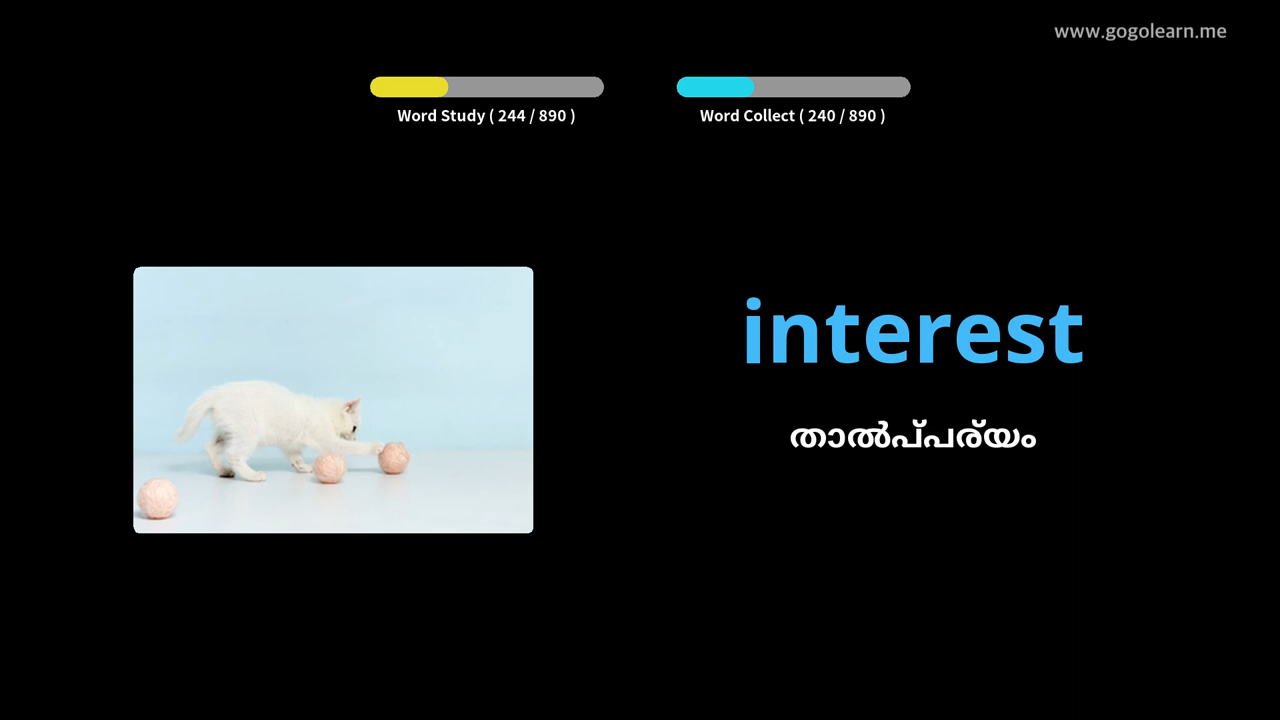 www.gogolearn.me
Word Study ( 244 / 890 )
Word Collect ( 240 / 890 )
interest
താൽപ്പര്യം